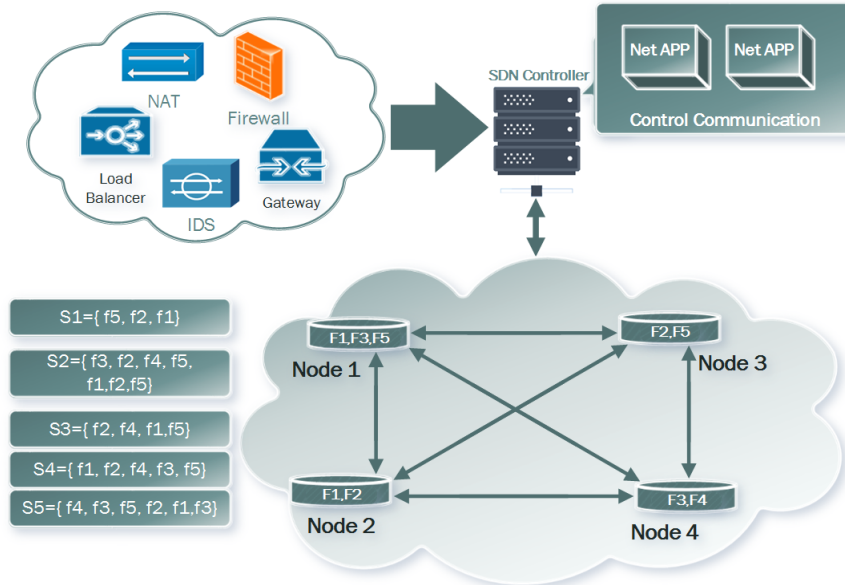 NAT
Firewall
Load
Balancer
IDS
Gateway
SDN Controller
Net APP
Net APP
Control Communication
S1={ f5, f2, f1}
S2={ f3, f2, f4, f5,
f1,f2,f5}
S3={ f2, f4, f1,f5}
S4={ f1, f2, f4, f3, f5}
S5={ f4, f3, f5, f2, f1,f3}
F1,F3,F5
Node 1
F2,F5
Node 3
F1,F2
Node 2
F3,F4
Node 4